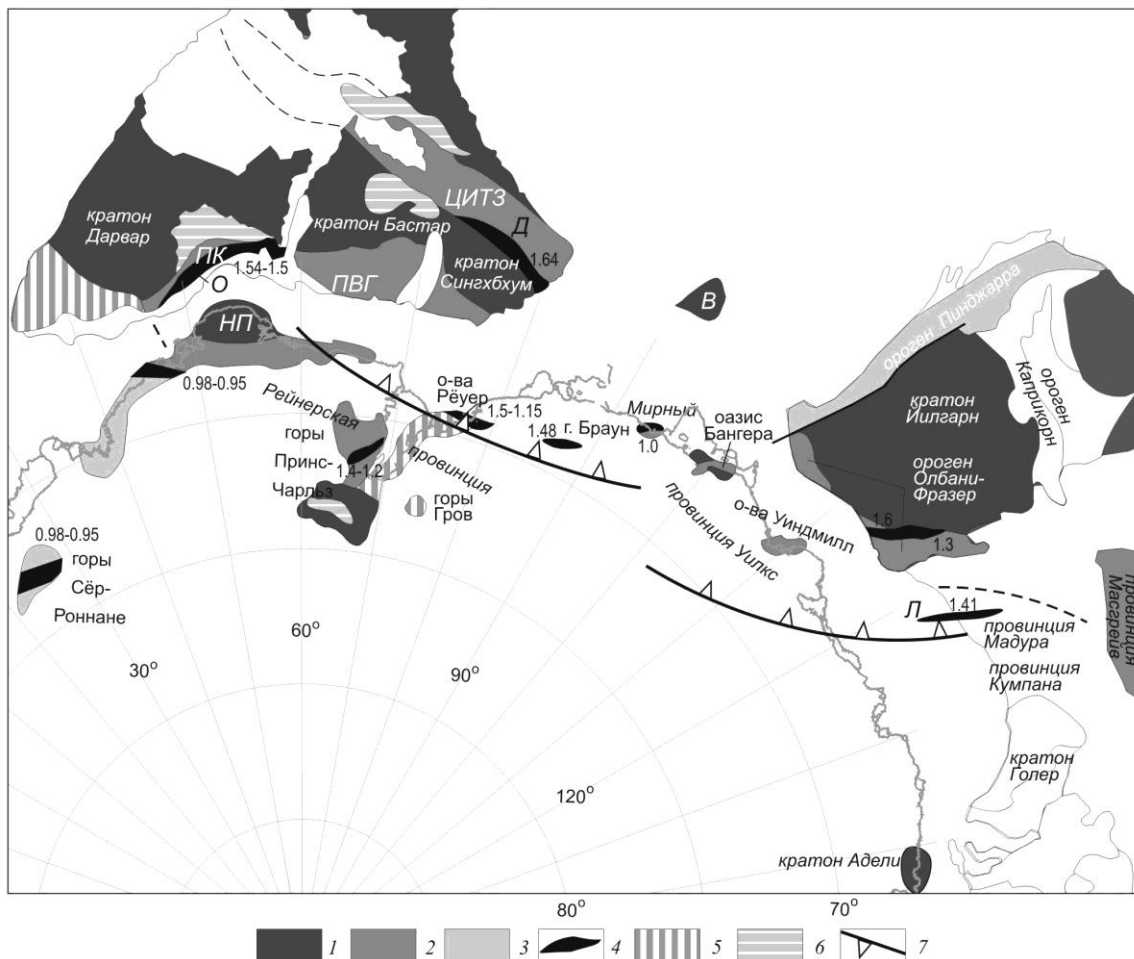 ЦИТЗ
кратон
Дарвар
кратон Бастар
Д
ПК
1.54-1.5
О
ПВГ
кратон
Сингхбхум
1.64
НП
В
ороген Пинджарра
ороген
Каприкорн
0.98-0.95
Рейнерская
провинция
о-ва
Рёуер
1.5-1.15
1.48 г. Браун
Мирный
1.0
оазис
Бангера
кратон
Йилгарн
ороген
Олбани-
Фразер
горы
Принс-
Чарльз
1.4-1.2
горы
Гров
провинция Уилкс
о-ва Уиндмилл
1.6
1.3
0.98-0.95
горы
Сёр-
Роннане
Л
1.41
провинция
Мадура
провинция
Масгрейв
провинция
Кумпана
60°
30°
90°
120°
кратон
Голер
кратон Адели
80°
70°
1 2 3 4 5 6 7